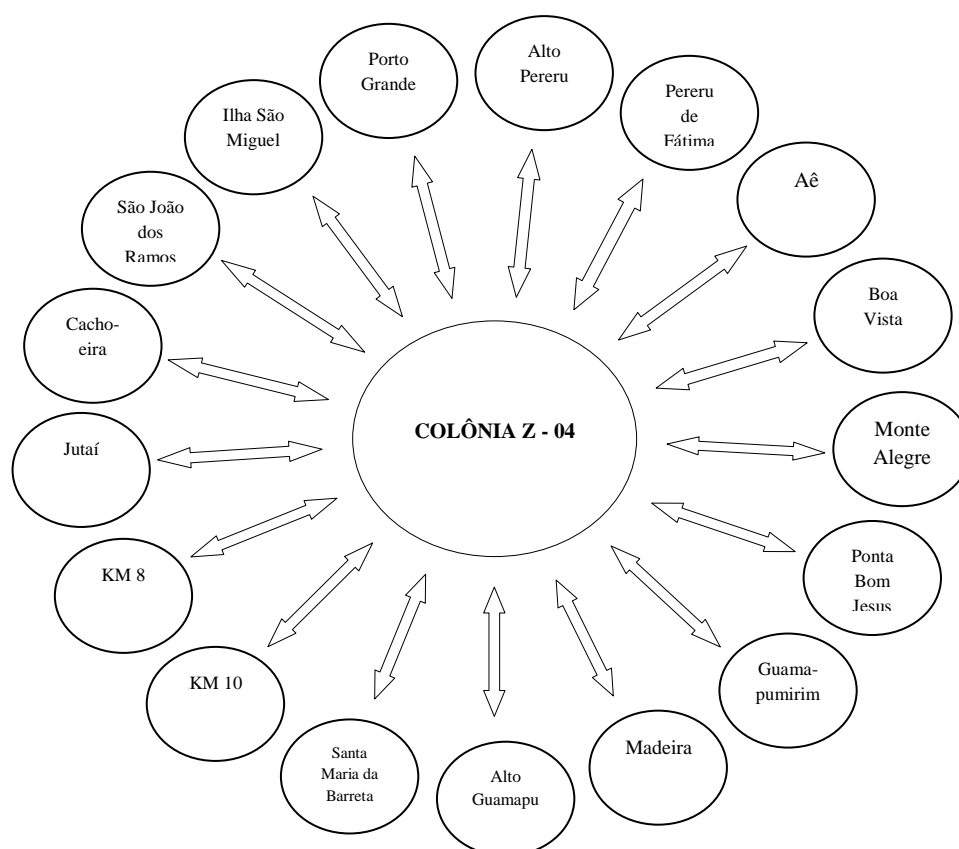 Porto
Grande
Alto
Pereru
Pereru
de
Fátima
Ilha São
Miguel
Aê
São João
dos
Ramos
Boa
Vista
Cacho-
eira
COLÔNIA Z - 04
Monte
Alegre
Jutaí
Ponta
Bom
Jesus
KM 8
Guama-
pumirim
KM 10
Madeira
Santa
Maria da
Barreta
Alto
Guamapu